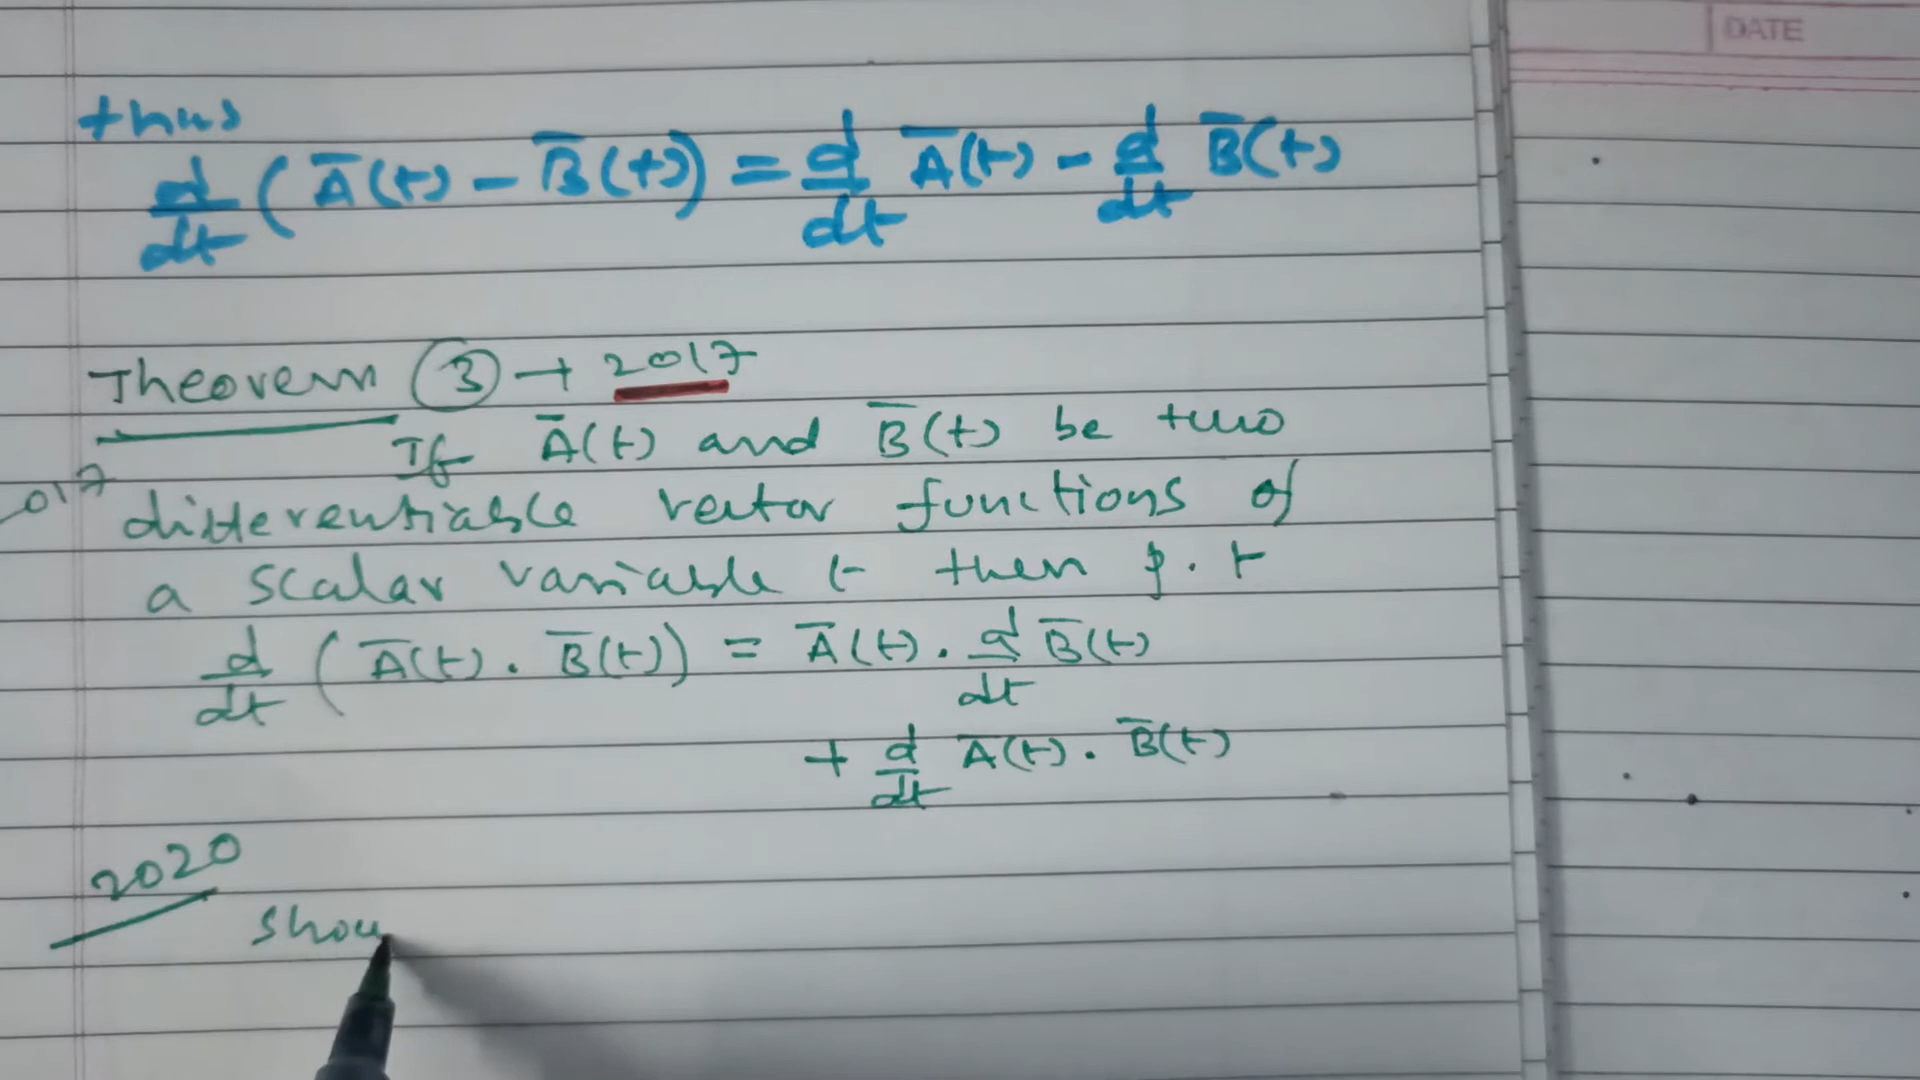 DATE
thus
d/dt ( A̅(t) - B̅(t) ) = d/dt A̅(t) - d/dt B̅(t)
Theorem ③ → 2017
If A̅(t) and B̅(t) be two
017
differentiable vector functions of
a scalar variable t then p.t
d/dt ( A̅(t) . B̅(t) ) = A̅(t) . d/dt B̅(t)
+ d/dt A̅(t) . B̅(t)
2020
show